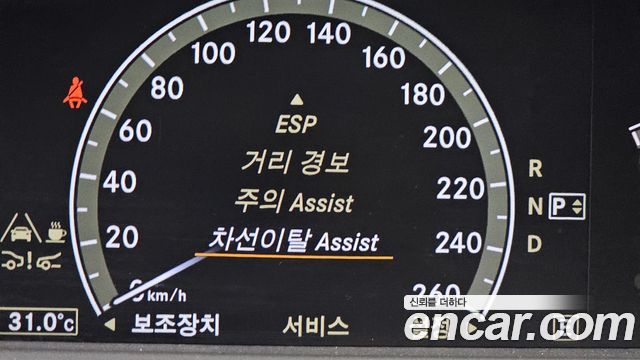 120 140
100 160
80 180
60 200
40 220
20 240
0 km/h 260
ESP
거리 경보
주의 Assist
차선이탈 Assist
R
N P
D
31.0°C
보조장치 서비스
신뢰를 더하다
encar.com